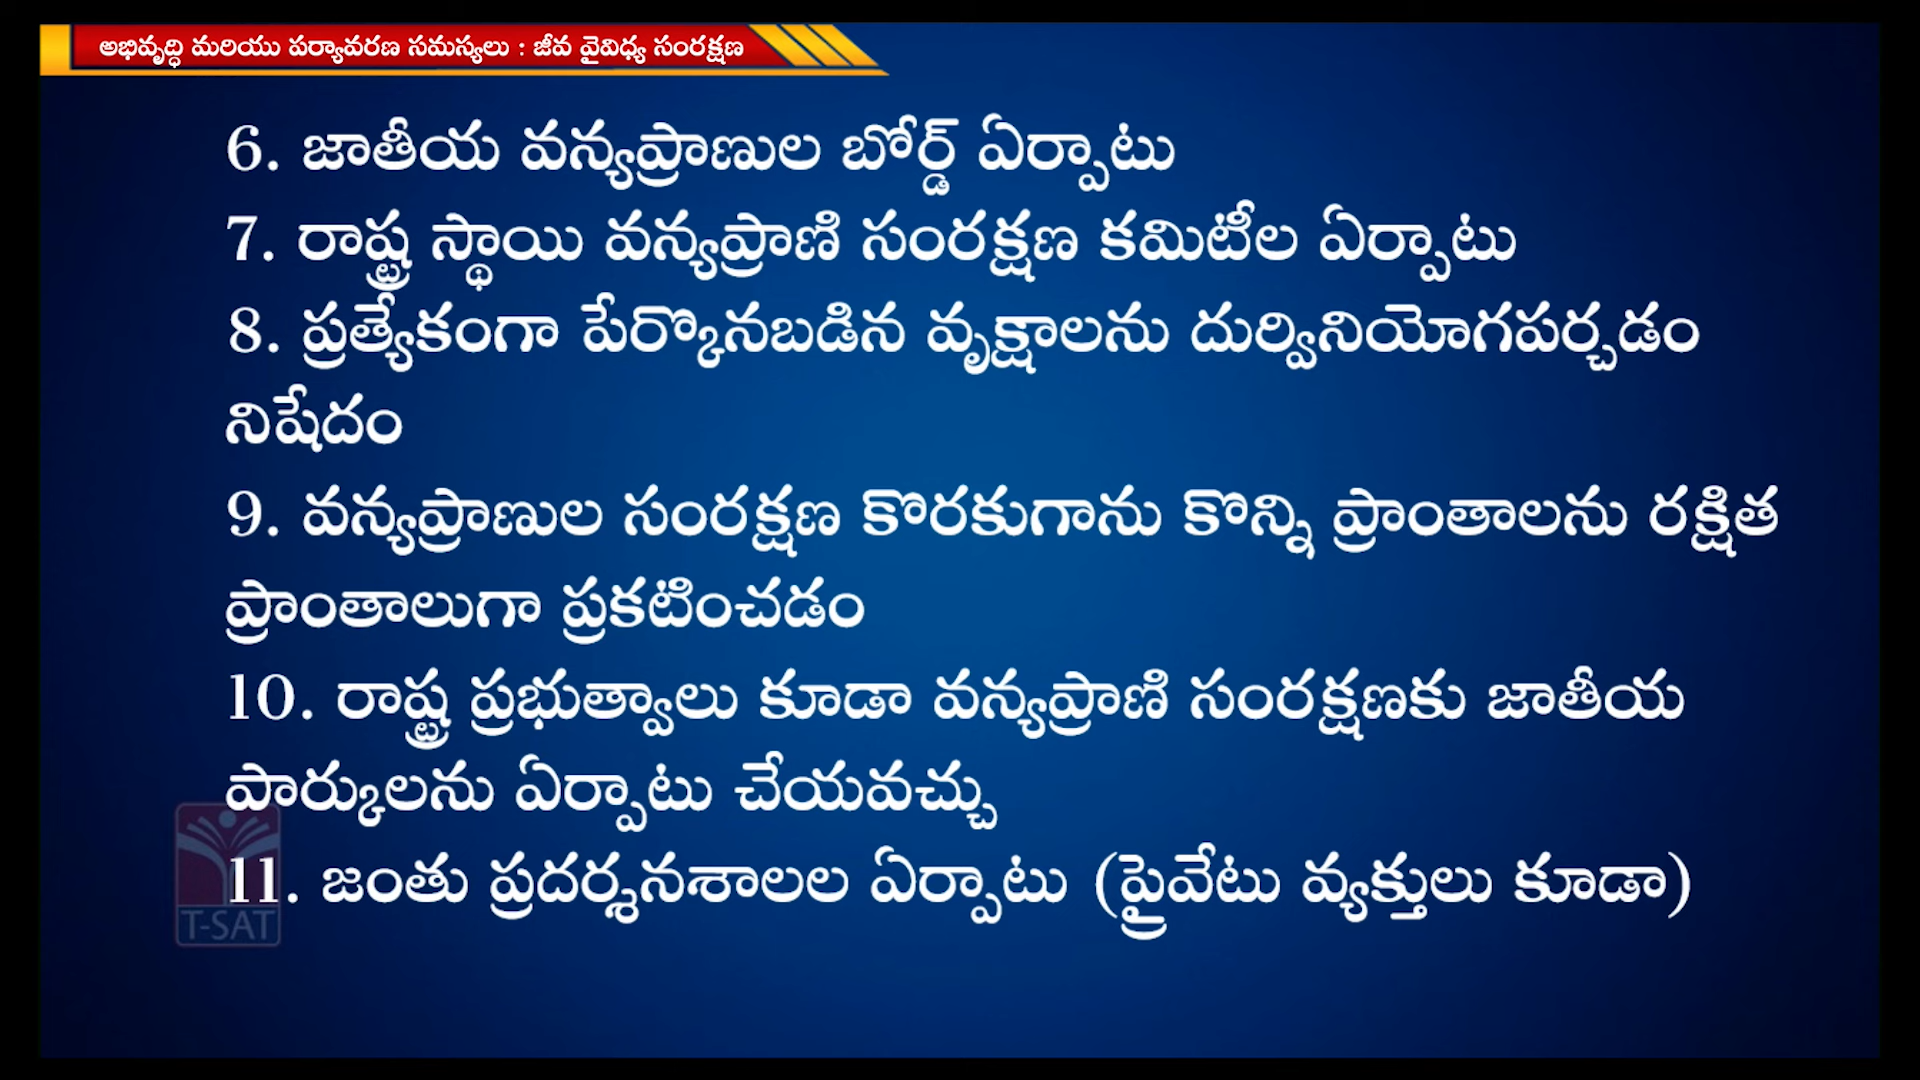 అభివృద్ధి మరియు పర్యావరణ సమస్యలు : జీవ వైవిధ్య సంరక్షణ
6. జాతీయ వన్యప్రాణుల బోర్డ్ ఏర్పాటు
7. రాష్ట్ర స్థాయి వన్యప్రాణి సంరక్షణ కమిటీల ఏర్పాటు
8. ప్రత్యేకంగా పేర్కొనబడిన వృక్షాలను దుర్వినియోగపర్చడం
నిషేదం
9. వన్యప్రాణుల సంరక్షణ కొరకుగాను కొన్ని ప్రాంతాలను రక్షిత
ప్రాంతాలుగా ప్రకటించడం
10. రాష్ట్ర ప్రభుత్వాలు కూడా వన్యప్రాణి సంరక్షణకు జాతీయ
పార్కులను ఏర్పాటు చేయవచ్చు
11. జంతు ప్రదర్శనశాలల ఏర్పాటు (ప్రైవేటు వ్యక్తులు కూడా)
T-SAT